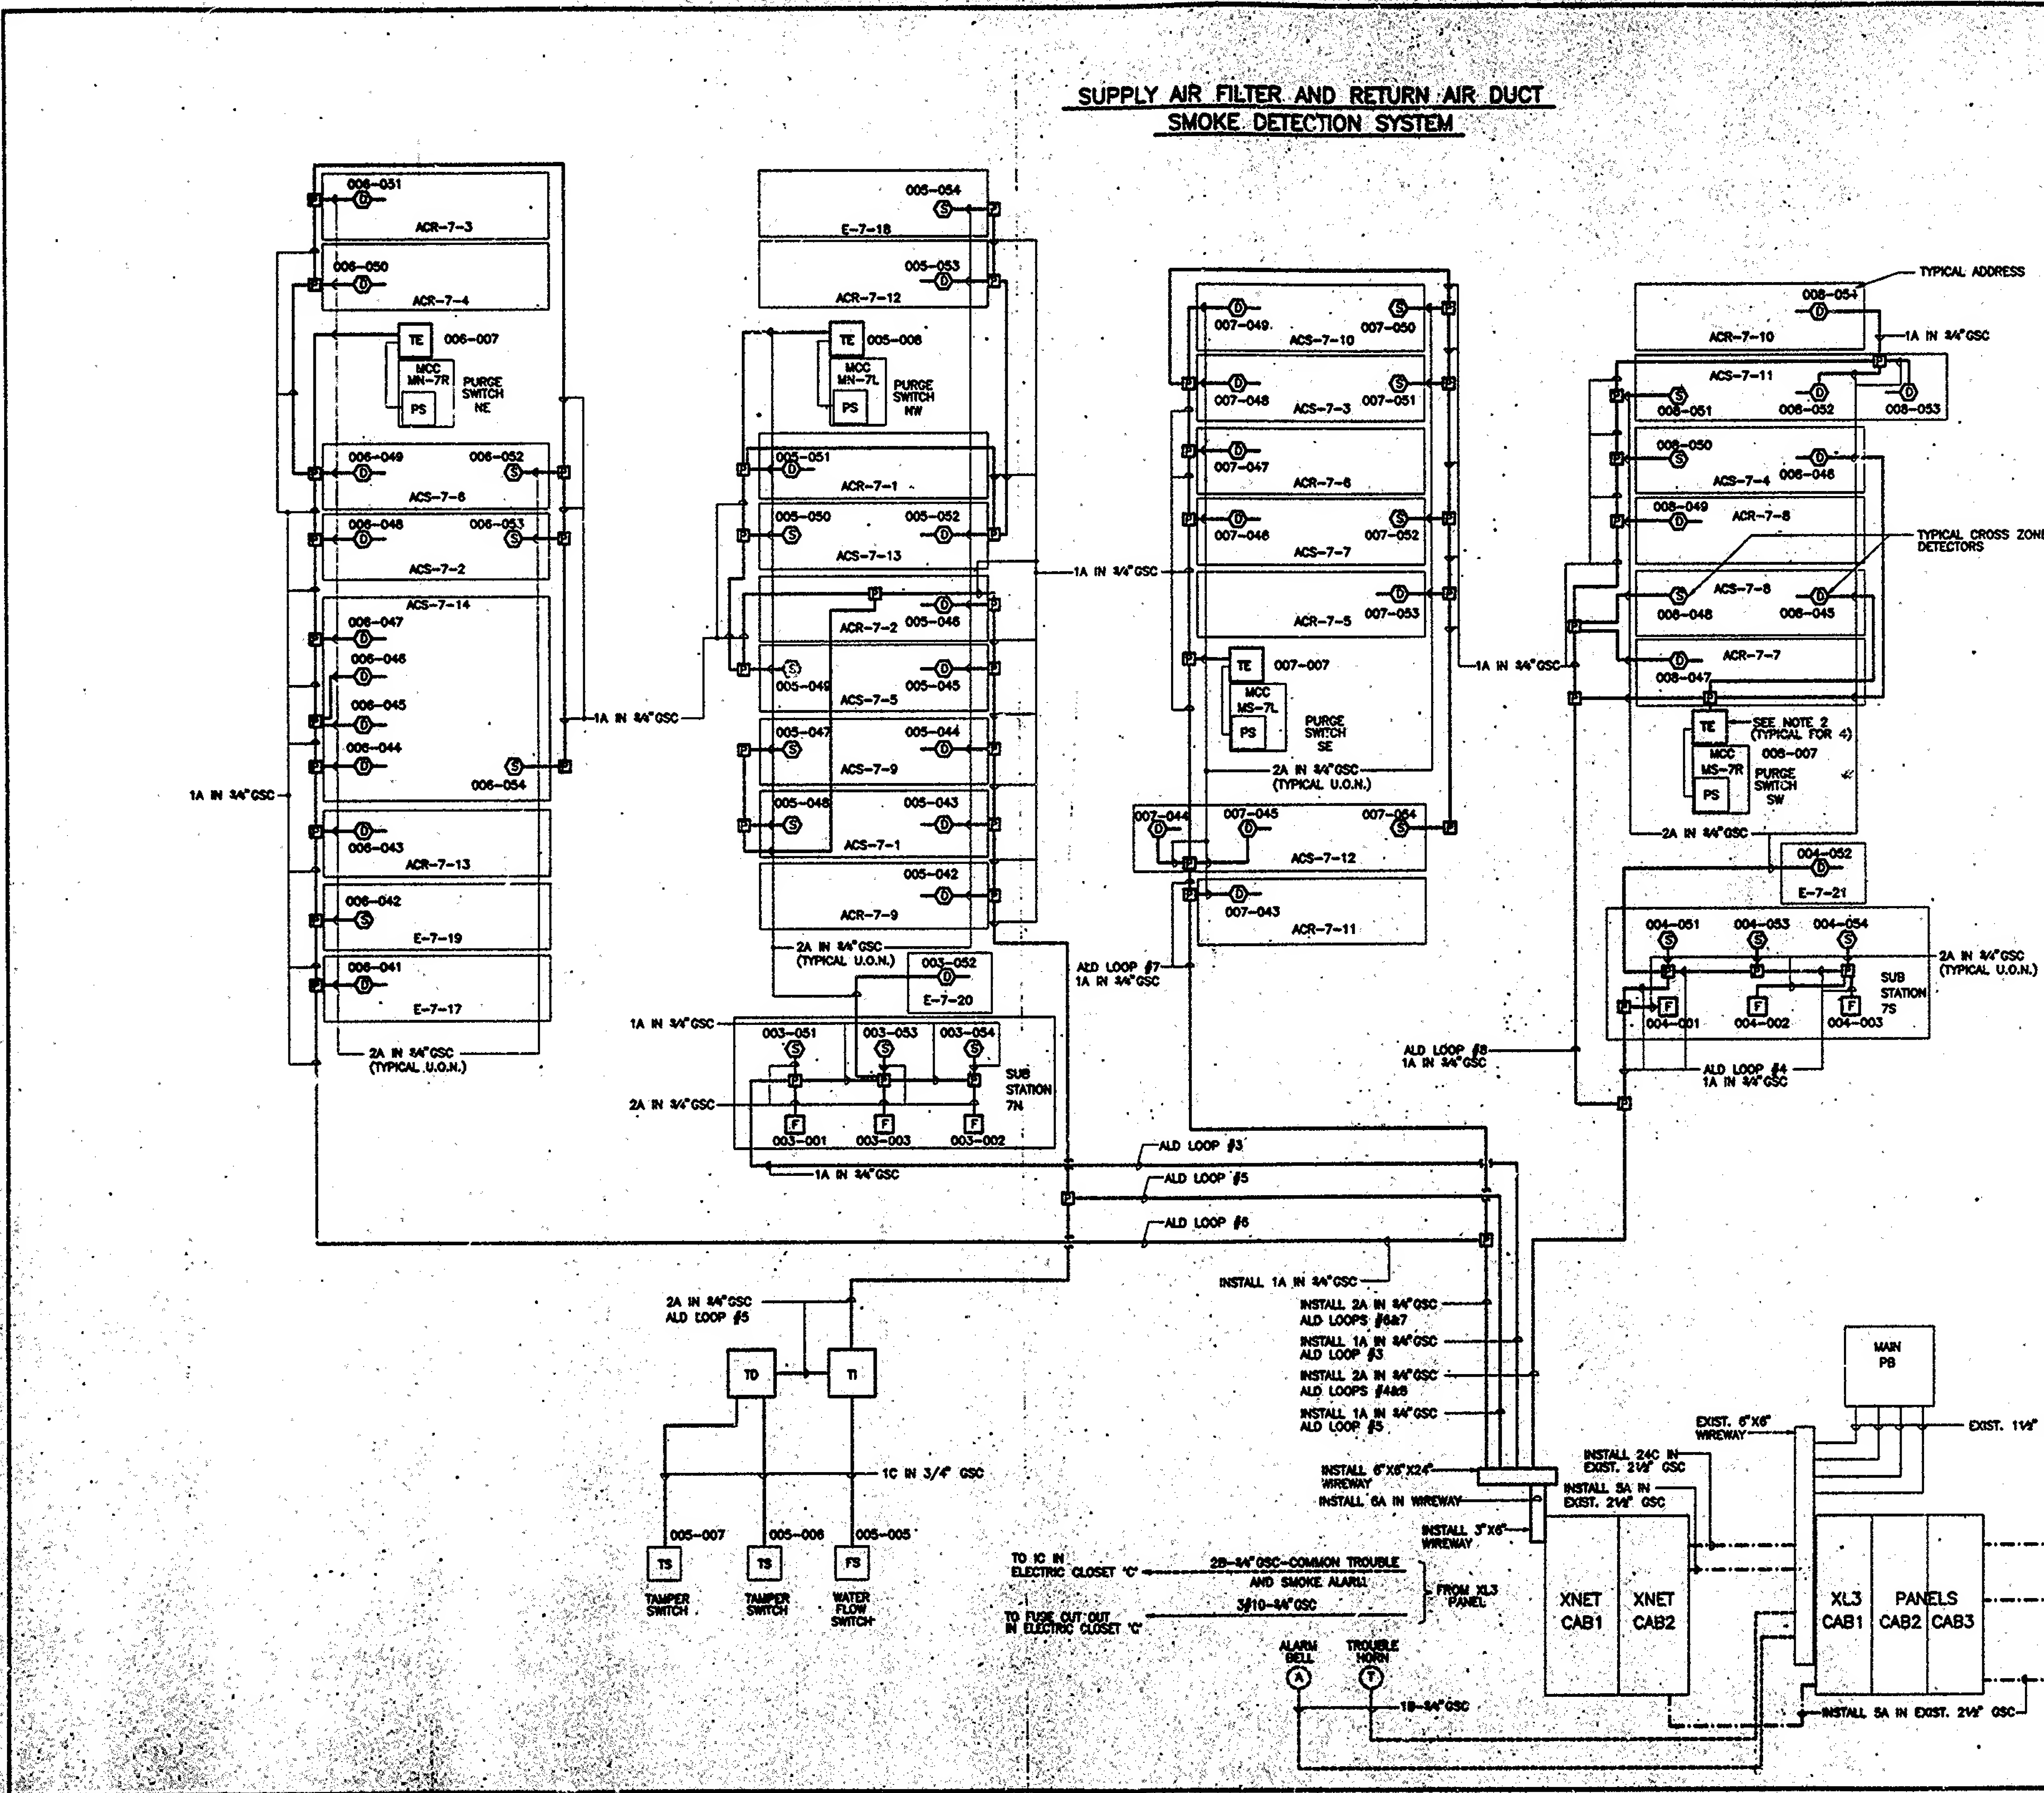 SUPPLY AIR FILTER AND RETURN AIR DUCT
SMOKE DETECTION SYSTEM
006-051
D
ACR-7-3
006-050
D
ACR-7-4
TE
006-007
MCC
MN-7R
PS
PURGE
SWITCH
NE
006-049
D
006-052
S
ACS-7-6
006-048
D
006-053
S
ACS-7-2
ACS-7-14
006-047
D
006-046
D
006-045
D
006-044
D
S
006-054
1A IN 3/4" GSC
D
006-043
ACR-7-13
006-042
S
E-7-19
006-041
D
E-7-17
2A IN 3/4" GSC
(TYPICAL U.O.N.)
1A IN 3/4" GSC
005-054
S
E-7-18
005-053
D
ACR-7-12
TE
MCC
MN-7L
PS
PURGE
SWITCH
NW
005-051
D
ACR-7-1
005-050
S
005-052
D
ACS-7-13
D
ACR-7-2
005-046
S
005-049
D
005-045
ACS-7-5
005-047
S
005-044
D
ACS-7-9
005-048
S
005-043
D
ACS-7-1
005-042
D
ACR-7-9
2A IN 3/4" GSC
(TYPICAL U.O.N.)
003-052
D
E-7-20
1A IN 3/4" GSC
003-051
003-053
003-054
S
S
S
SUB
STATION
7N
2A IN 3/4" GSC
F
F
F
003-001
003-003
003-002
1A IN 3/4" GSC
1A IN 3/4" GSC
D
007-049
S
007-050
ACS-7-10
D
007-048
S
007-051
ACS-7-3
D
007-047
ACR-7-6
D
007-046
S
007-052
ACS-7-7
D
007-053
ACR-7-5
TE
007-007
MCC
MS-7L
PS
PURGE
SWITCH
SE
2A IN 3/4" GSC
(TYPICAL U.O.N.)
007-044
D
007-045
D
S
ACS-7-12
D
007-043
ACR-7-11
ALD LOOP #7
1A IN 3/4" GSC
1A IN 3/4" GSC
TYPICAL ADDRESS
008-054
D
ACR-7-10
1A IN 3/4" GSC
ACS-7-11
S
008-051
D
008-052
D
008-053
008-050
S
D
ACS-7-4
008-046
008-049
D
ACR-7-8
TYPICAL CROSS ZONE
DETECTORS
ACS-7-8
S
008-048
D
008-045
D
ACR-7-7
008-047
TE
SEE NOTE 2
(TYPICAL FOR 4)
MCC
008-007
MS-7R
PS
PURGE
SWITCH
SW
2A IN 3/4" GSC
004-052
D
E-7-21
004-051
004-053
004-054
S
S
S
2A IN 3/4" GSC
(TYPICAL U.O.N.)
SUB
STATION
7S
F
F
F
004-001
004-002
004-003
ALD LOOP #8
1A IN 3/4" GSC
ALD LOOP #4
1A IN 3/4" GSC
ALD LOOP #3
ALD LOOP #5
ALD LOOP #6
INSTALL 1A IN 3/4" GSC
2A IN 3/4" GSC
ALD LOOP #5
INSTALL 2A IN 3/4" GSC
ALD LOOPS #6&7
INSTALL 1A IN 3/4" GSC
ALD LOOP #3
INSTALL 2A IN 3/4" GSC
ALD LOOPS #4&8
INSTALL 1A IN 3/4" GSC
ALD LOOP #5
TD
TI
MAIN
PB
EXIST. 6"X6"
WIREWAY
EXIST. 1 1/2"
1C IN 3/4" GSC
INSTALL 6"X6"X24"
WIREWAY
INSTALL 6A IN WIREWAY
INSTALL 3"X6"
WIREWAY
INSTALL 24C IN
EXIST. 2 1/2" GSC
INSTALL 5A IN
EXIST. 2 1/2" GSC
005-007
005-006
005-005
TS
TS
FS
TAMPER
SWITCH
TAMPER
SWITCH
WATER
FLOW
SWITCH
TO IC IN
ELECTRIC CLOSET "C"
2B-3/4" GSC-COMMON TROUBLE
AND SMOKE ALARM
TO FUSE CUT OUT
IN ELECTRIC CLOSET "C"
3#10-3/4" GSC
FROM XL3
PANEL
XNET
CAB1
XNET
CAB2
XL3
CAB1
PANELS
CAB2
CAB3
ALARM
BELL
A
TROUBLE
HORN
T
1B-3/4" GSC
INSTALL 5A IN EXIST. 2 1/2" GSC